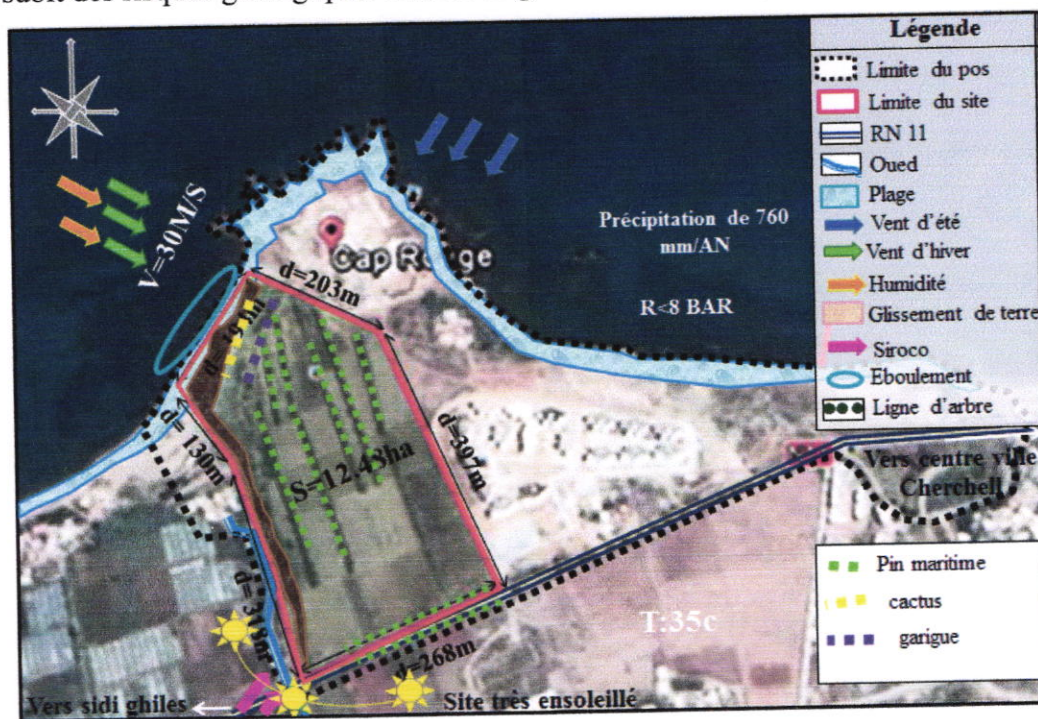 Légende
Limite du pos
Limite du site
RN 11
Oued
Plage
Vent d'été
Vent d'hiver
Humidité
Glissement de terre
Siroco
Eboulement
Ligne d'arbre
V=30M/S
Précipitation de 760
mm/AN
R<8 BAR
Cap Rouge
d=203m
d=130m
S=12.43ha
d=397m
d=268m
Vers centre ville
Cherchell
Pin maritime
cactus
garigue
T:35c
Vers sidi ghiles
Site très ensoleillé